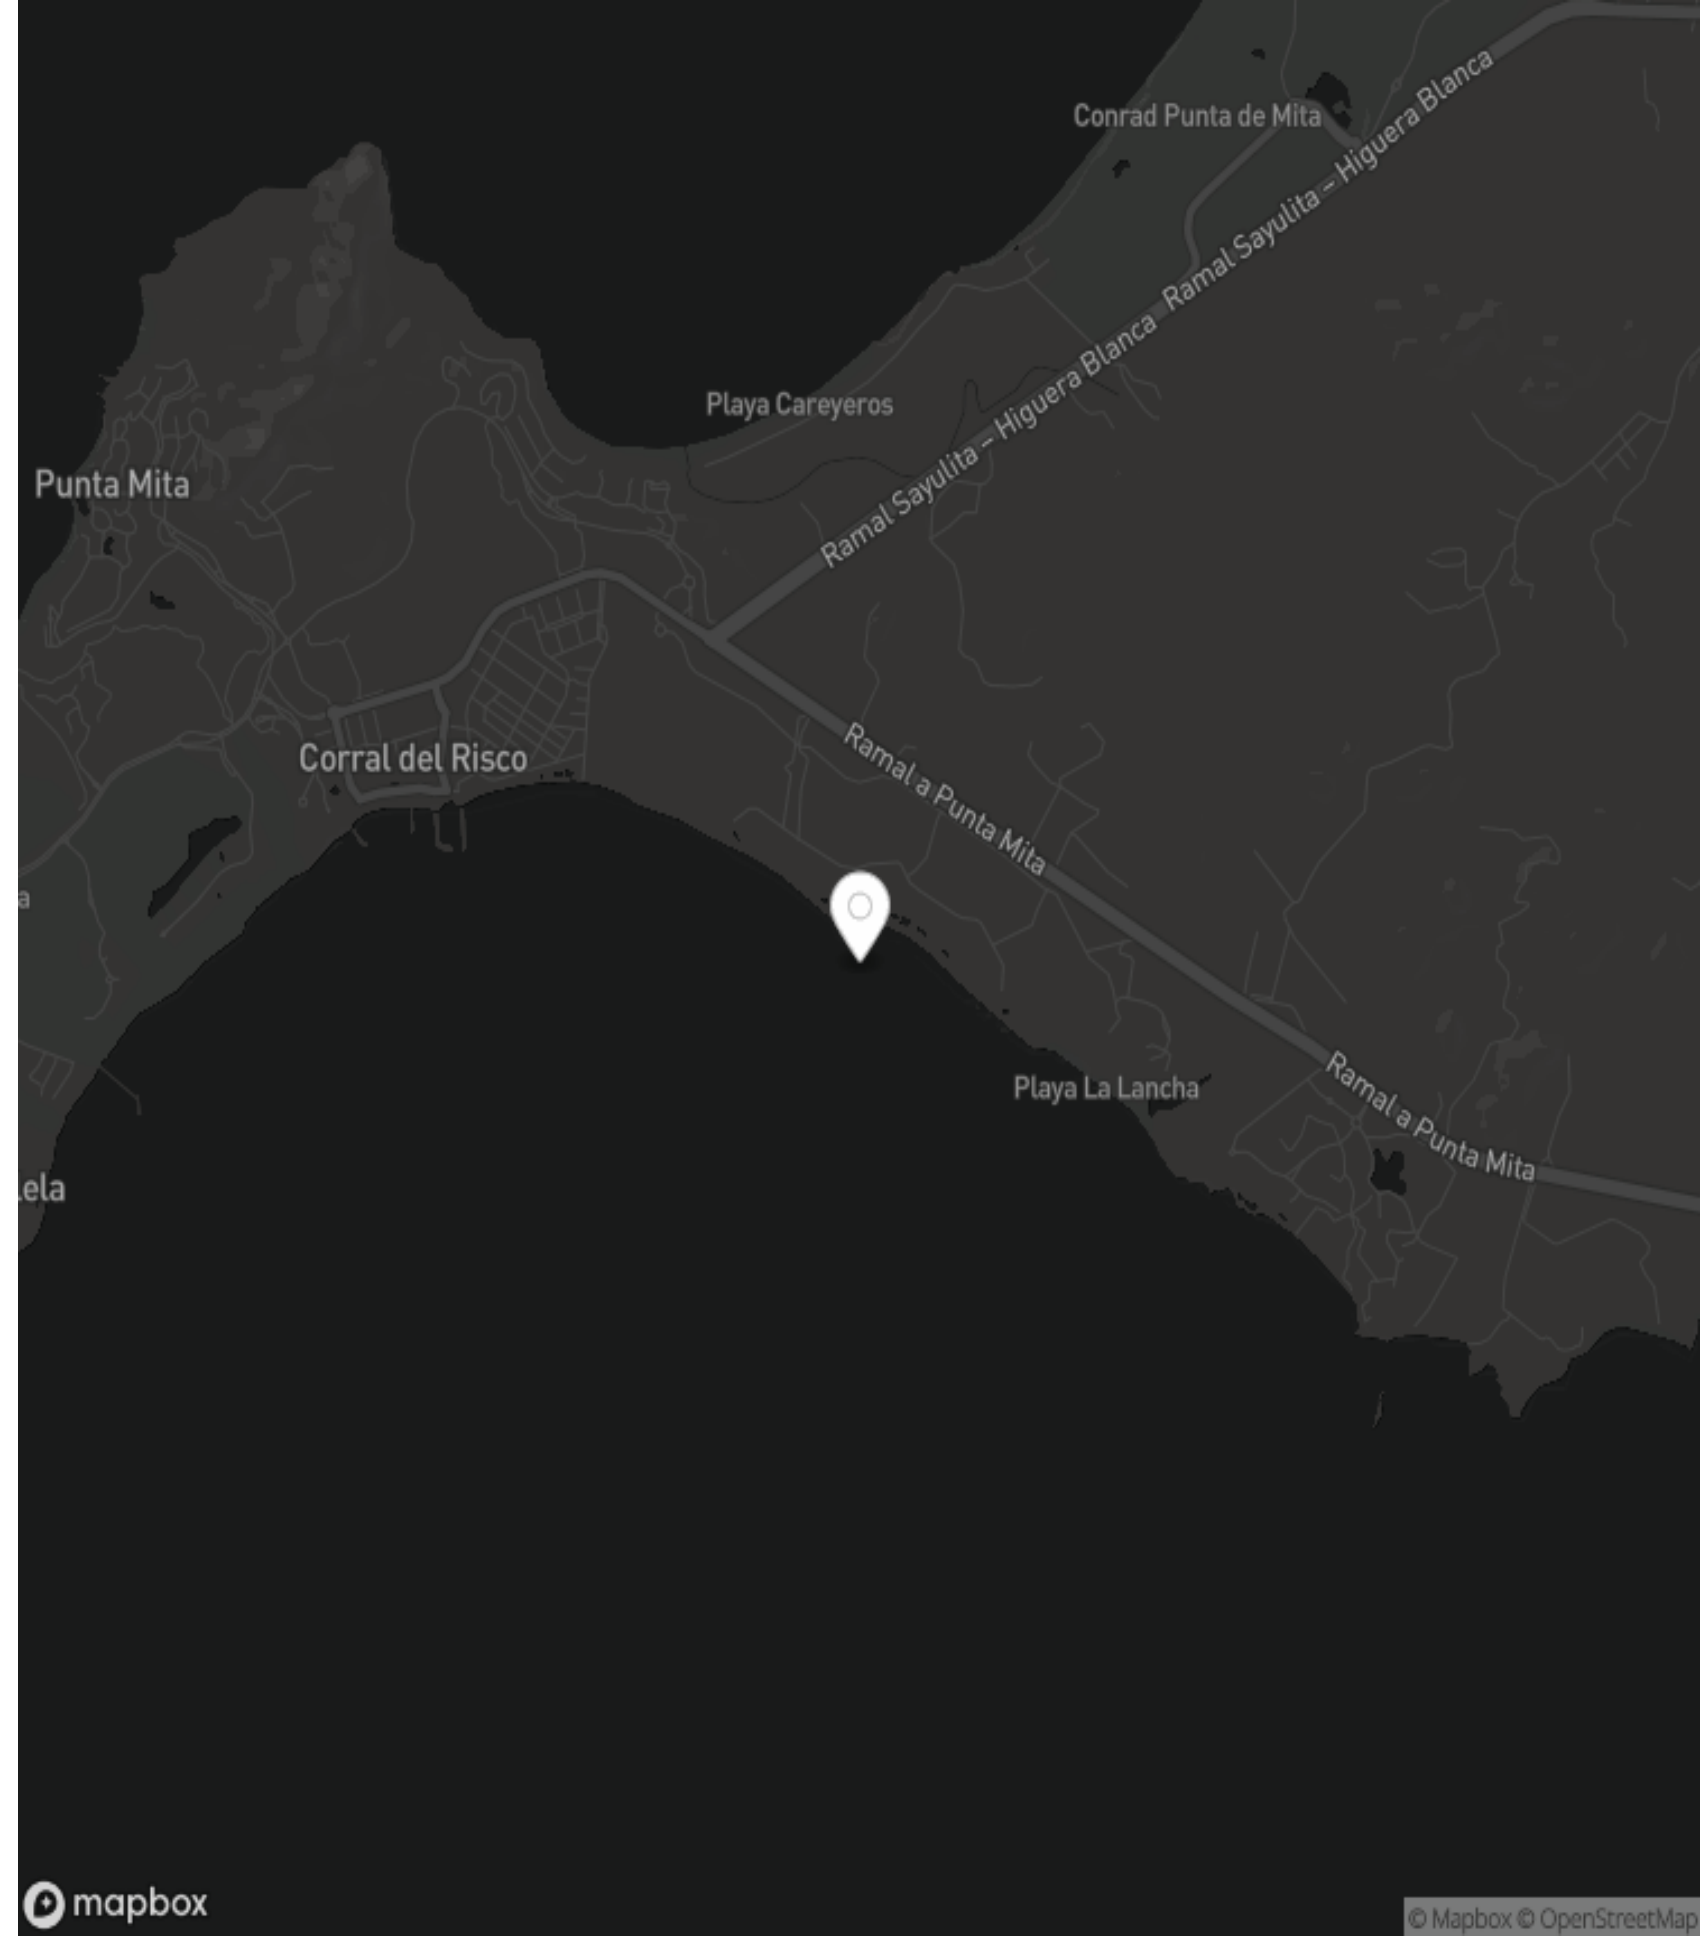 Conrad Punta de Mita
Ramal Sayulita – Higuera Blanca
Ramal Sayulita – Higuera Blanca
Playa Careyeros
Punta Mita
Corral del Risco
Ramal a Punta Mita
a
Playa La Lancha
Ramal a Punta Mita
.ela
mapbox
© Mapbox © OpenStreetMap